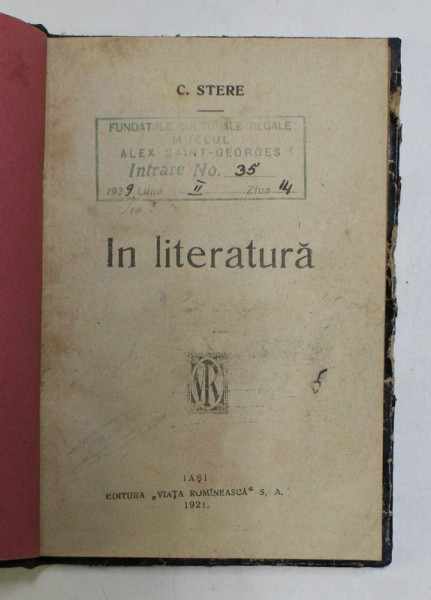 C. STERE
FUNDAȚIILE CULTURALE REGALE
MUZEUL
ALEX SAINT-GEORGES
Intrare No. 35
1939 Luna II Ziua 14
In literatură
VR
5
IAȘI
EDITURA „VIAȚA ROMÎNEASCĂ“ S. A.
1921.